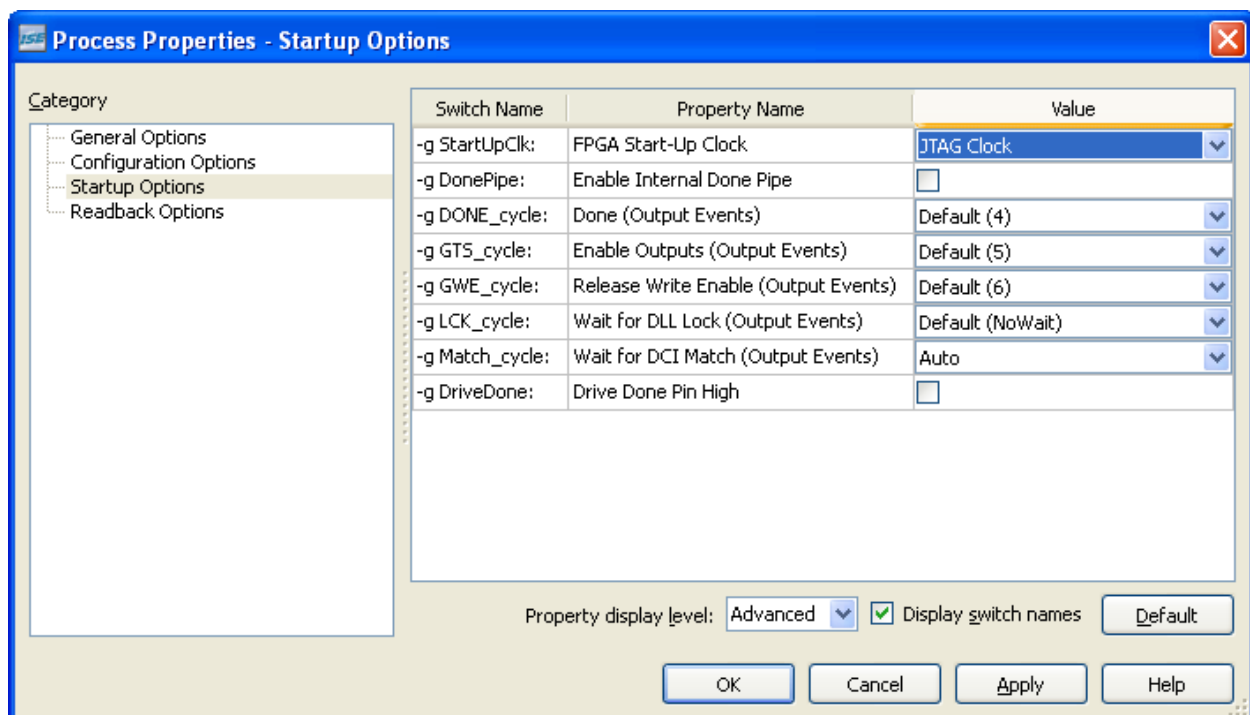 ISE Process Properties - Startup Options
Category
General Options
Configuration Options
Startup Options
Readback Options
Switch Name Property Name Value
-g StartUpClk: FPGA Start-Up Clock JTAG Clock
-g DonePipe: Enable Internal Done Pipe
-g DONE_cycle: Done (Output Events) Default (4)
-g GTS_cycle: Enable Outputs (Output Events) Default (5)
-g GWE_cycle: Release Write Enable (Output Events) Default (6)
-g LCK_cycle: Wait for DLL Lock (Output Events) Default (NoWait)
-g Match_cycle: Wait for DCI Match (Output Events) Auto
-g DriveDone: Drive Done Pin High
Property display level: Advanced Display switch names Default
OK Cancel Apply Help